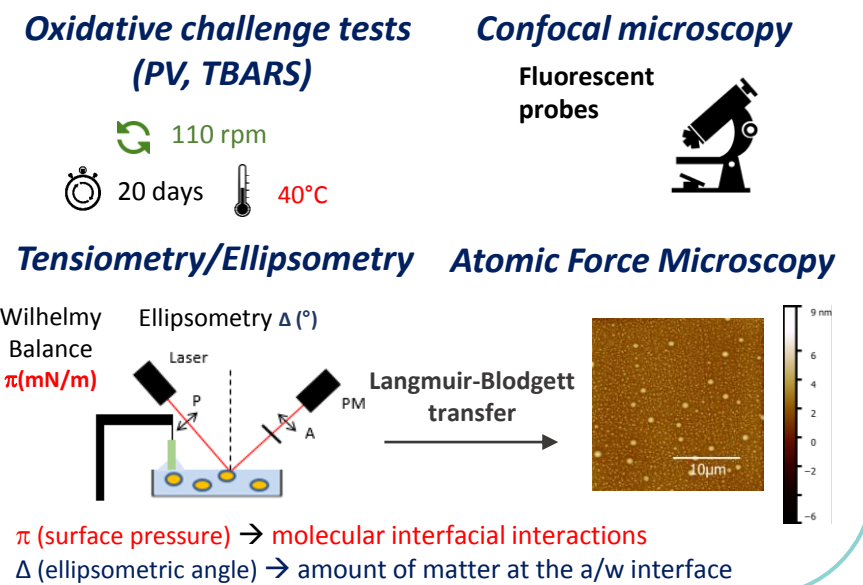 Oxidative challenge tests
(PV, TBARS)
110 rpm
20 days
40°C
Confocal microscopy
Fluorescent
probes
Tensiometry/Ellipsometry
Wilhelmy
Balance
π(mN/m)
Ellipsometry Δ (°)
Laser
P
PM
A
Langmuir-Blodgett
transfer
Atomic Force Microscopy
10µm
9 nm
6
4
2
0
−2
−6
π (surface pressure) → molecular interfacial interactions
Δ (ellipsometric angle) → amount of matter at the a/w interface